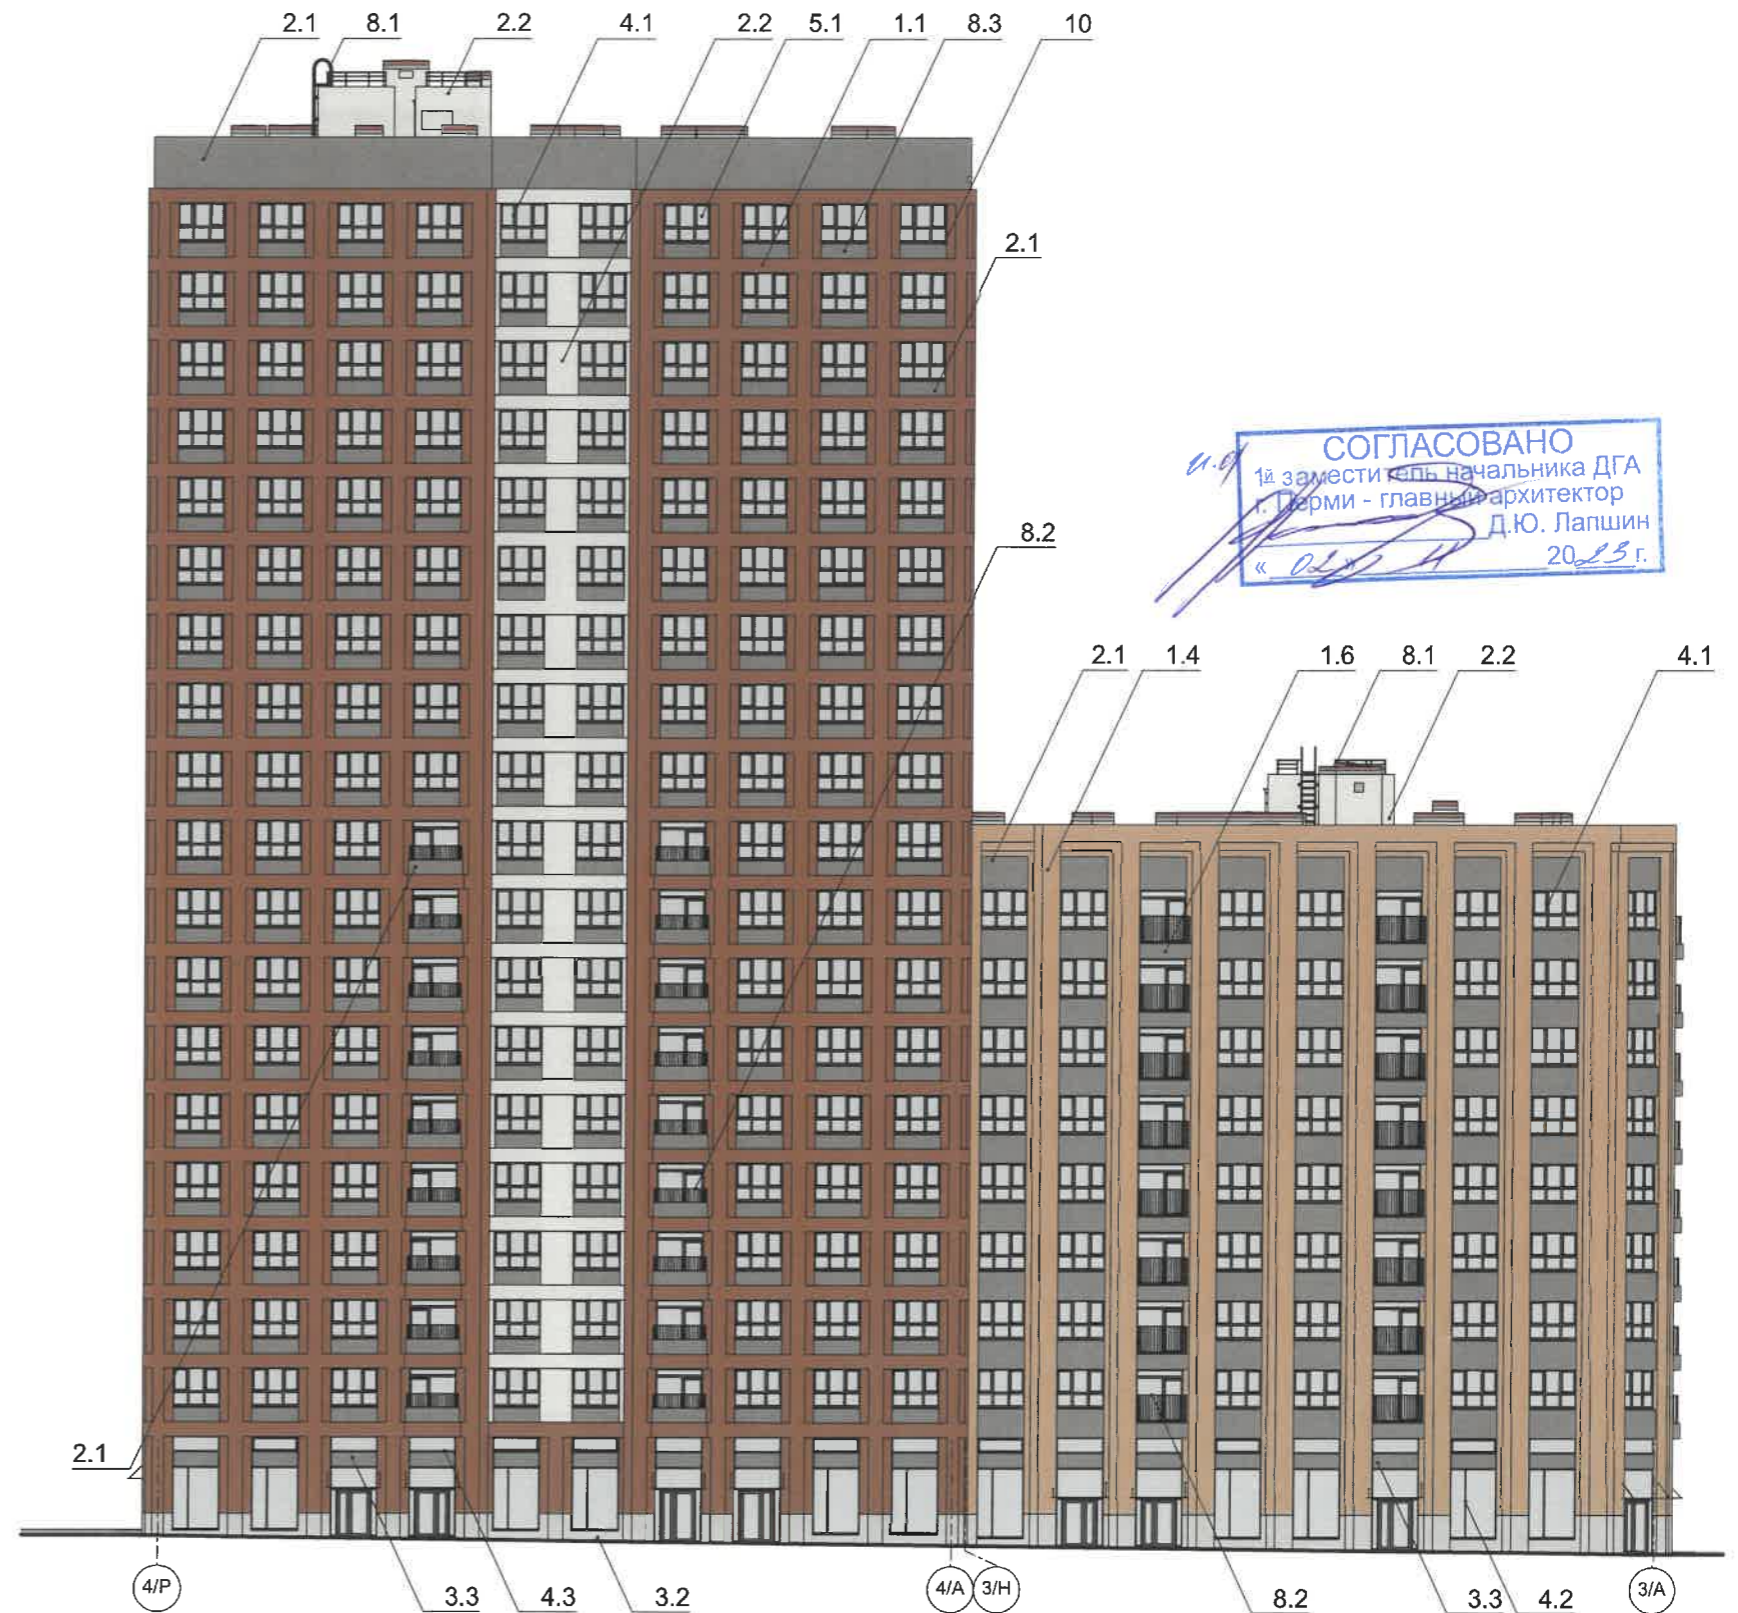 2.1 8.1 2.2 4.1 2.2 5.1 1.1 8.3 10
2.1
СОГЛАСОВАНО
и.о
1й заместитель начальника ДГА
г. Перми - главный архитектор
Д.Ю. Лапшин
« 02 » 11 2023 г.
8.2
2.1 1.4 1.6 8.1 2.2 4.1
2.1
4/Р 4/А 3/Н 3/А
3.3 4.3 3.2 8.2 3.3 4.2